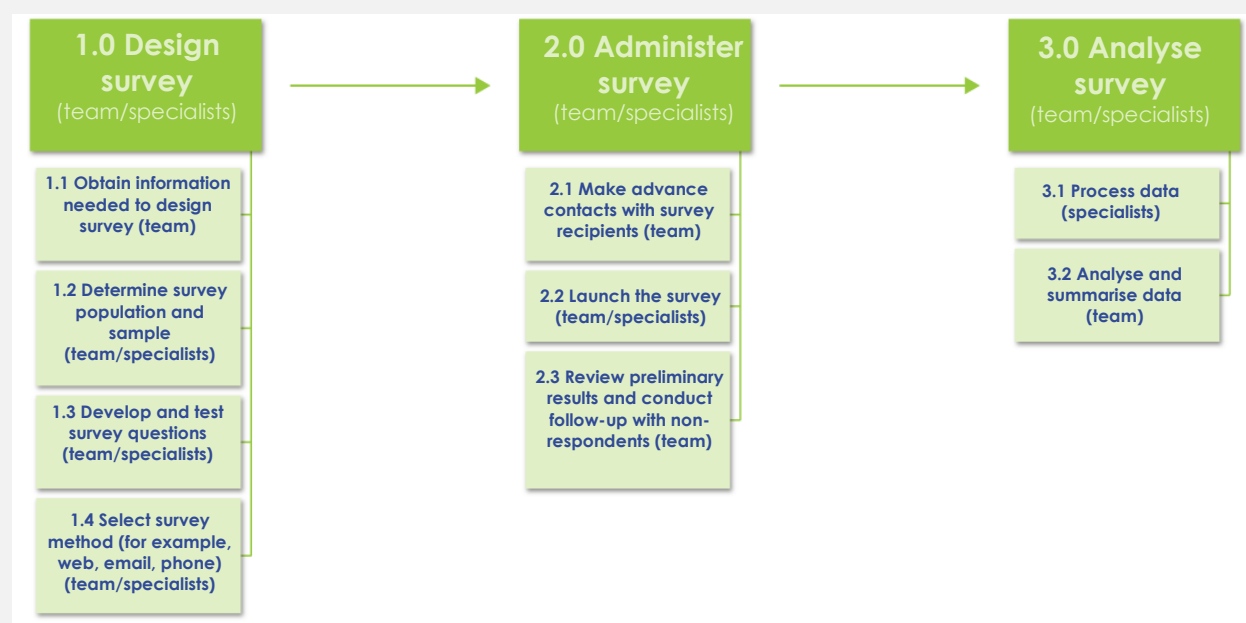 1.0 Design
survey
(team/specialists)
1.1 Obtain information
needed to design
survey (team)
1.2 Determine survey
population and
sample
(team/specialists)
1.3 Develop and test
survey questions
(team/specialists)
1.4 Select survey
method (for example,
web, email, phone)
(team/specialists)
2.0 Administer
survey
(team/specialists)
2.1 Make advance
contacts with survey
recipients (team)
2.2 Launch the survey
(team/specialists)
2.3 Review preliminary
results and conduct
follow-up with non-
respondents (team)
3.0 Analyse
survey
(team/specialists)
3.1 Process data
(specialists)
3.2 Analyse and
summarise data
(team)